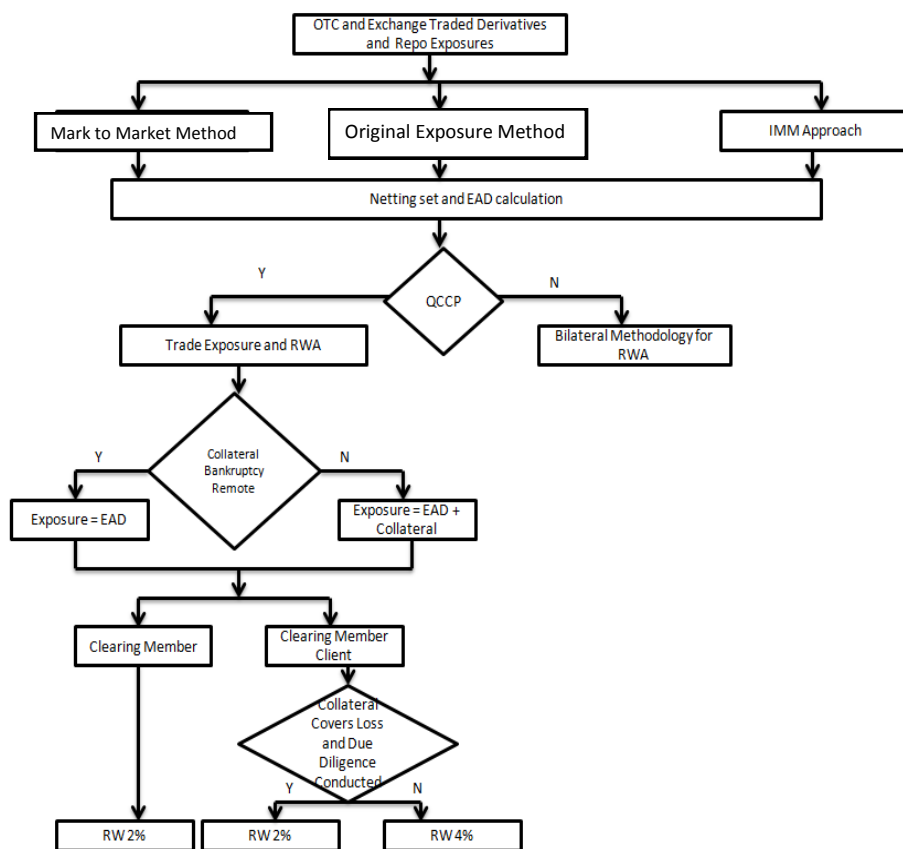 OTC and Exchange Traded Derivatives
and Repo Exposures
Mark to Market Method
Original Exposure Method
IMM Approach
Netting set and EAD calculation
QCCP
Y
N
Trade Exposure and RWA
Bilateral Methodology for
RWA
Collateral
Bankruptcy
Remote
Y
N
Exposure = EAD
Exposure = EAD +
Collateral
Clearing Member
Clearing Member
Client
Collateral
Covers Loss
and Due
Diligence
Conducted
Y
N
RW 2%
RW 2%
RW 4%